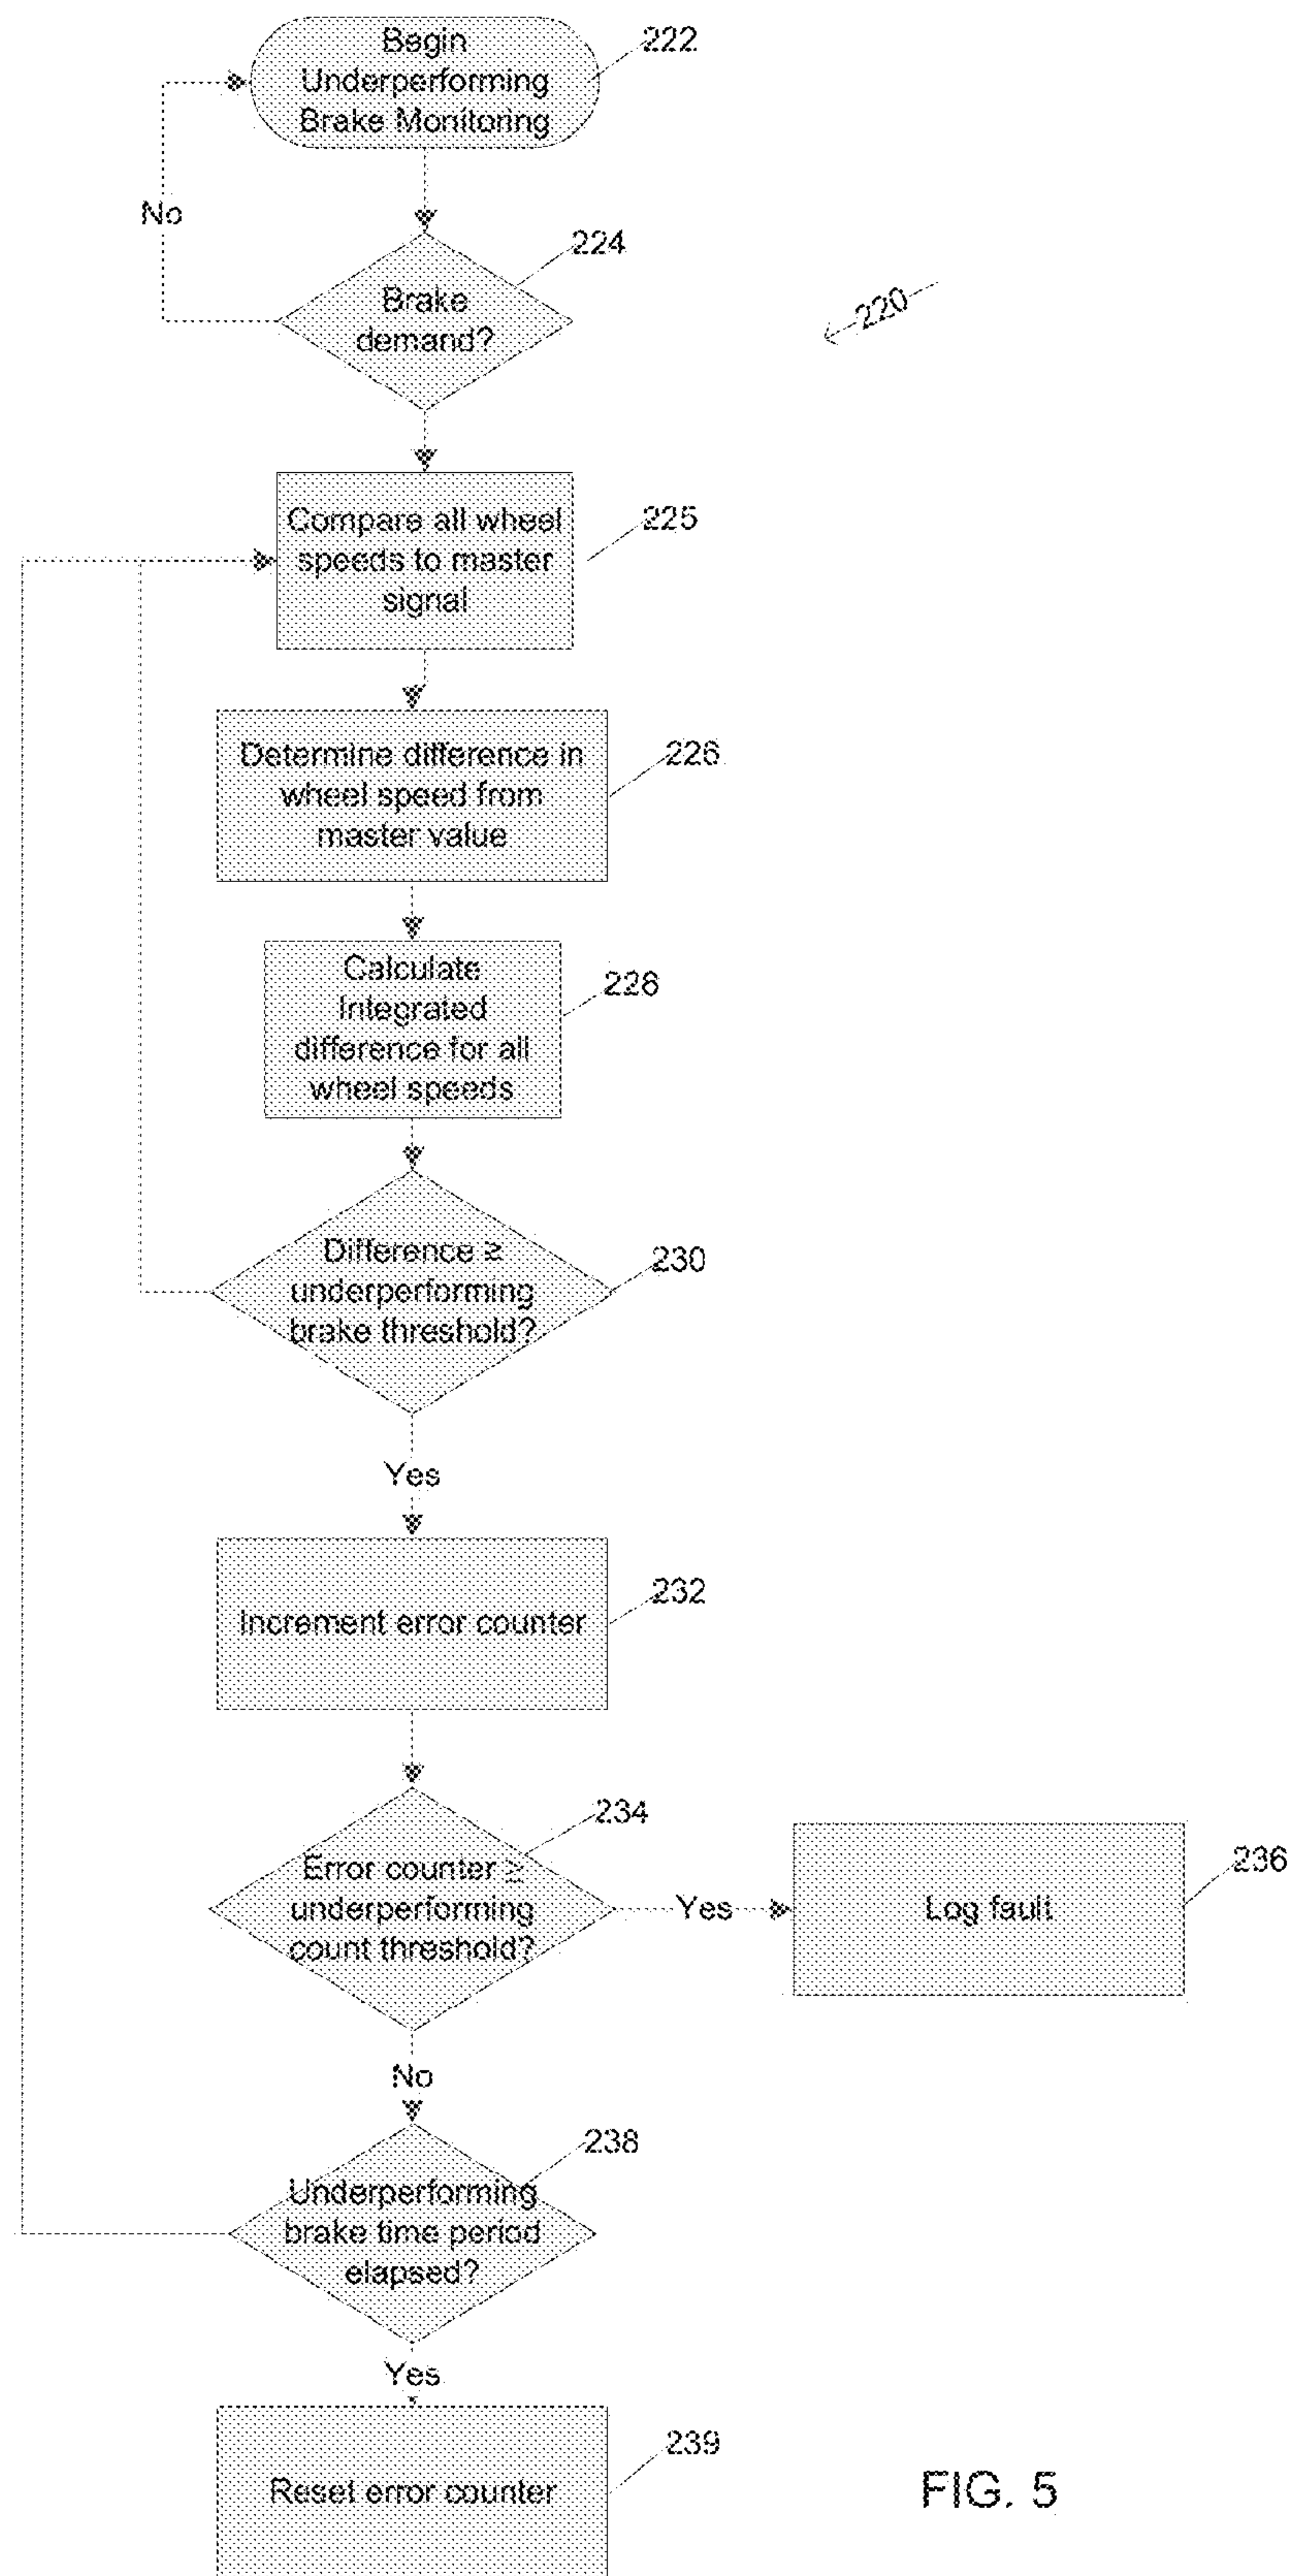 Begin
Underperforming
Brake Monitoring
222
No
224
Brake
demand?
220
Compare all wheel
speeds to master
signal
225
Determine difference in
wheel speed from
master value
226
Calculate
Integrated
difference for all
wheel speeds
228
Difference ≥
underperforming
brake threshold?
230
Yes
Increment error counter
232
234
Error counter ≥
underperforming
count threshold?
Yes
Log fault
236
No
238
Underperforming
brake time period
elapsed?
Yes
Reset error counter
239
FIG. 5